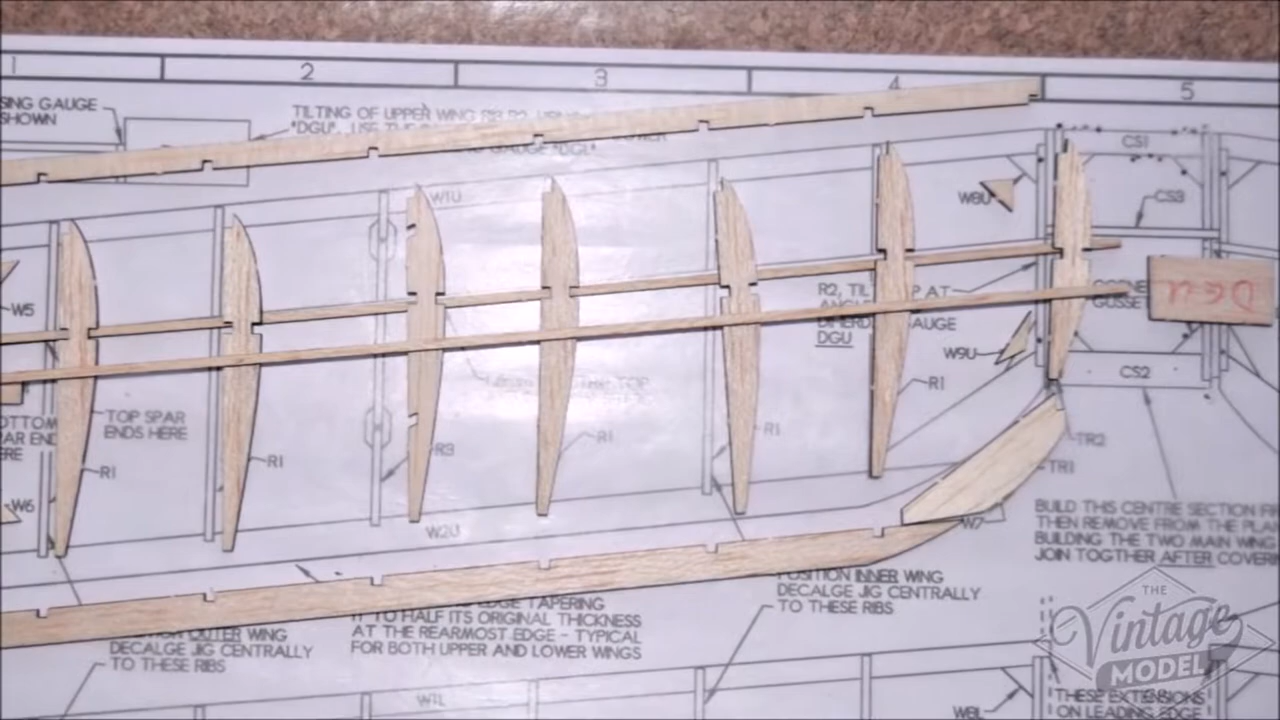 1
2
3
4
5
SING GAUGE
SHOWN
TILTING OF UPPER WING
"DGU". USE THE
GAUGE "DGL"
CS1
CS3
W8U
W1U
W5
R2,
AT
GUSSET
DGU
W9U
CS2
TOP SPAR
ENDS HERE
R1
R1
R3
R1
R1
R1
TR2
TR1
W6
W2U
W7
BUILD THIS CENTRE SECTION
THEN REMOVE FROM THE
BUILDING THE TWO MAIN WING
JOIN TOGTHER AFTER
POSITION INNER WING
DECALGE JIG CENTRALLY
TO THESE RIBS
EDGE TAPERING
IT TO HALF ITS ORIGINAL THICKNESS
AT THE REARMOST EDGE - TYPICAL
FOR BOTH UPPER AND LOWER WINGS
OUTER WING
DECALGE JIG CENTRALLY
TO THESE RIBS
W1L
W8L
THESE EXTENSIONS
ON LEADING EDGE
THE
Vintage
MODEL